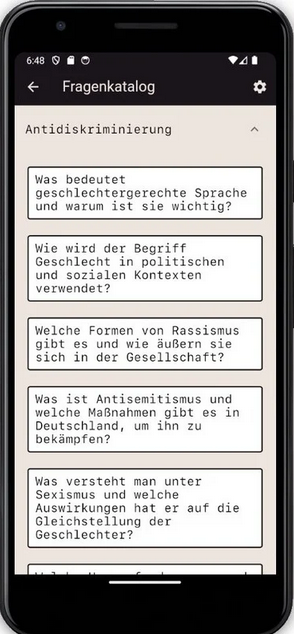 6:48
Fragenkatalog
Antidiskriminierung
Was bedeutet
geschlechtergerechte Sprache
und warum ist sie wichtig?
Wie wird der Begriff
Geschlecht in politischen
und sozialen Kontexten
verwendet?
Welche Formen von Rassismus
gibt es und wie äußern sie
sich in der Gesellschaft?
Was ist Antisemitismus und
welche Maßnahmen gibt es in
Deutschland, um ihn zu
bekämpfen?
Was versteht man unter
Sexismus und welche
Auswirkungen hat er auf die
Gleichstellung der
Geschlechter?